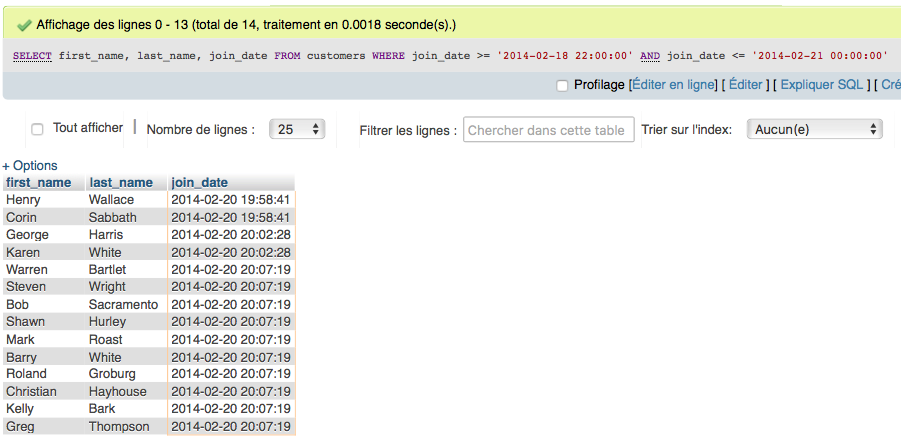 Affichage des lignes 0 - 13 (total de 14, traitement en 0.0018 seconde(s).)
SELECT first_name, last_name, join_date FROM customers WHERE join_date >= '2014-02-18 22:00:00' AND join_date <= '2014-02-21 00:00:00'
Profilage [Éditer en ligne] [ Éditer ] [ Expliquer SQL ] [ Cré
Tout afficher | Nombre de lignes : 25 Filtrer les lignes : Chercher dans cette table Trier sur l'index: Aucun(e)
+ Options
first_name last_name join_date
Henry Wallace 2014-02-20 19:58:41
Corin Sabbath 2014-02-20 19:58:41
George Harris 2014-02-20 20:02:28
Karen White 2014-02-20 20:02:28
Warren Bartlet 2014-02-20 20:07:19
Steven Wright 2014-02-20 20:07:19
Bob Sacramento 2014-02-20 20:07:19
Shawn Hurley 2014-02-20 20:07:19
Mark Roast 2014-02-20 20:07:19
Barry White 2014-02-20 20:07:19
Roland Groburg 2014-02-20 20:07:19
Christian Hayhouse 2014-02-20 20:07:19
Kelly Bark 2014-02-20 20:07:19
Greg Thompson 2014-02-20 20:07:19